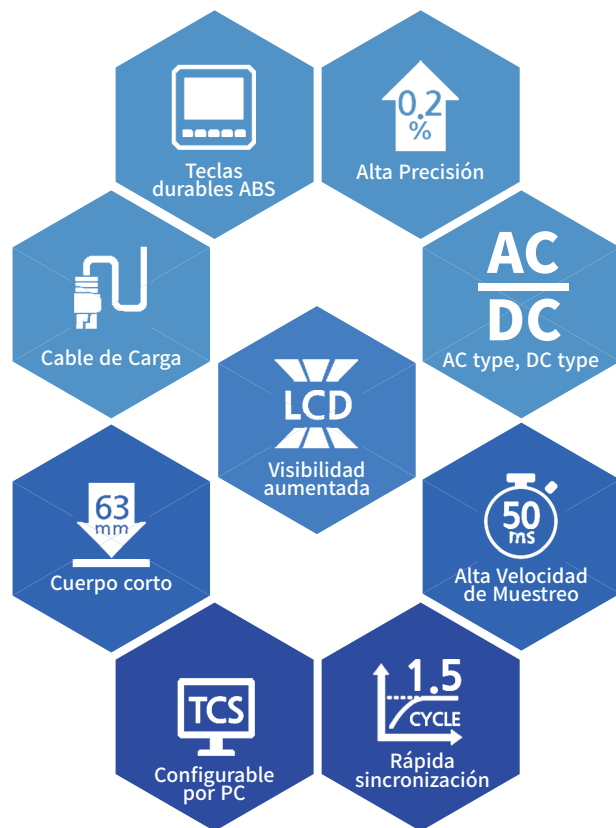 Teclas
durables ABS
0.2
%
Alta Precisión
Cable de Carga
AC
DC
AC type, DC type
LCD
Visibilidad
aumentada
63
mm
Cuerpo corto
50
ms
Alta Velocidad
de Muestreo
TCS
Configurable
por PC
1.5
CYCLE
Rápida
sincronización